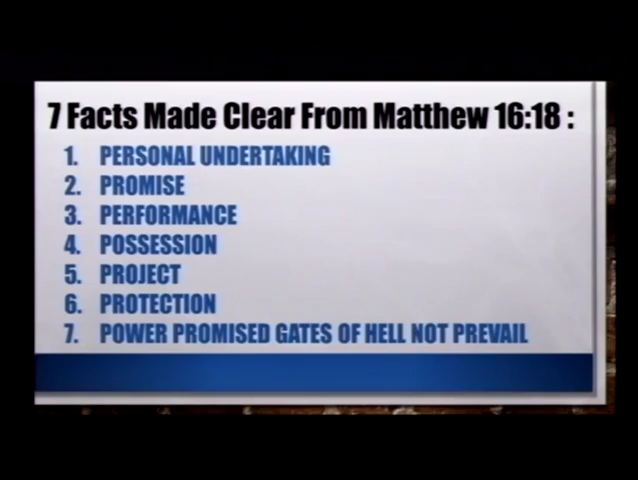 7 Facts Made Clear From Matthew 16:18 :
1. PERSONAL UNDERTAKING
2. PROMISE
3. PERFORMANCE
4. POSSESSION
5. PROJECT
6. PROTECTION
7. POWER PROMISED GATES OF HELL NOT PREVAIL